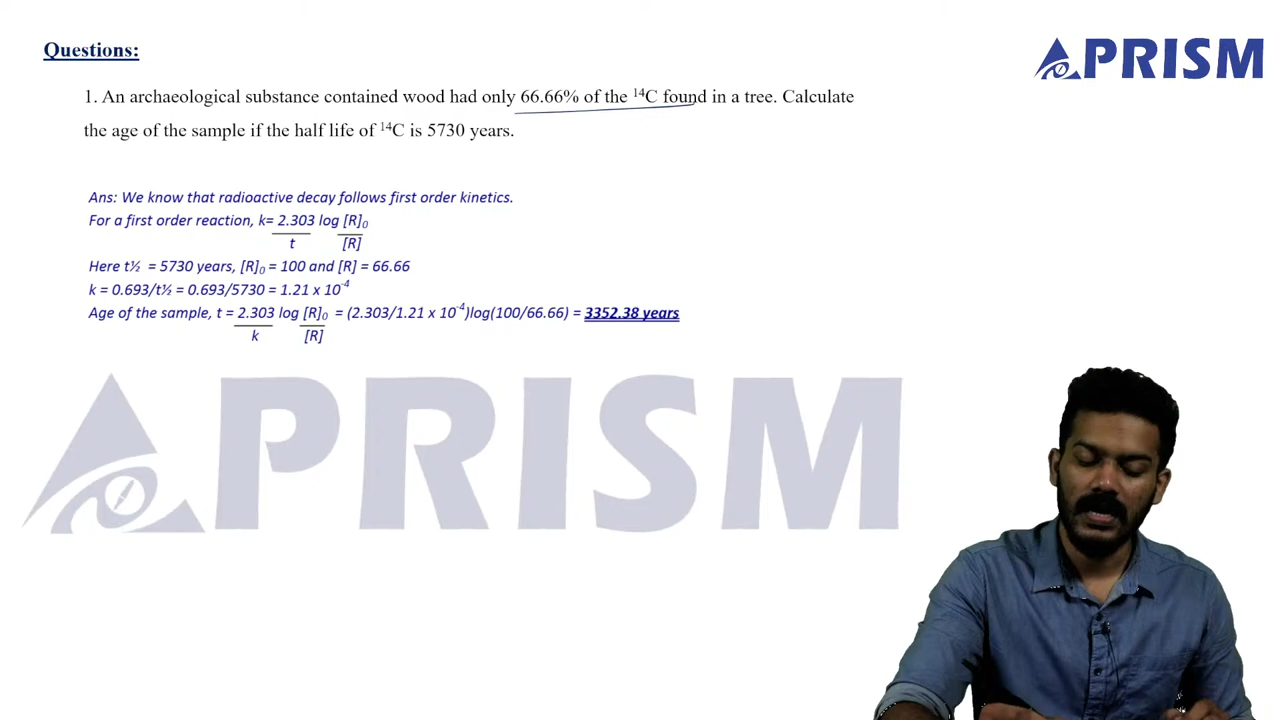 Questions:
PRISM
1. An archaeological substance contained wood had only 66.66% of the ¹⁴C found in a tree. Calculate
the age of the sample if the half life of ¹⁴C is 5730 years.
Ans: We know that radioactive decay follows first order kinetics.
For a first order reaction, k= 2.303 log [R]₀
t [R]
Here t½ = 5730 years, [R]₀ = 100 and [R] = 66.66
k = 0.693/t½ = 0.693/5730 = 1.21 x 10⁻⁴
Age of the sample, t = 2.303 log [R]₀ = (2.303/1.21 x 10⁻⁴)log(100/66.66) = 3352.38 years
k [R]
PRISM